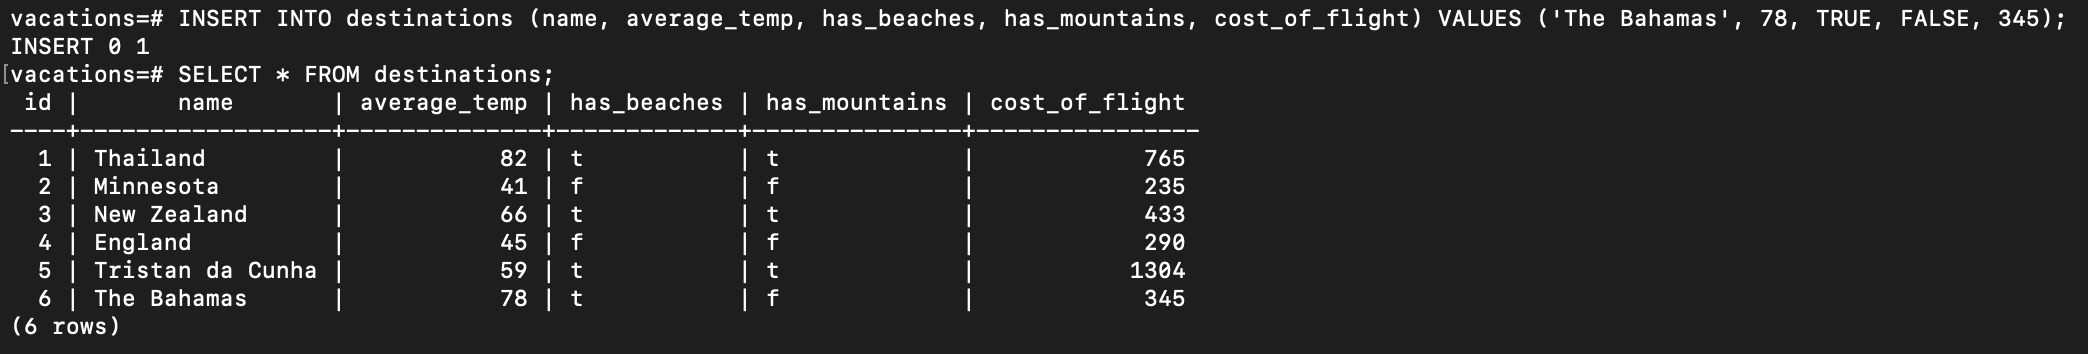 vacations=# INSERT INTO destinations (name, average_temp, has_beaches, has_mountains, cost_of_flight) VALUES ('The Bahamas', 78, TRUE, FALSE, 345);
INSERT 0 1
[vacations=# SELECT * FROM destinations;
 id |       name        | average_temp | has_beaches | has_mountains | cost_of_flight
----+-------------------+--------------+-------------+---------------+----------------
  1 | Thailand          |           82 | t           | t             |            765
  2 | Minnesota         |           41 | f           | f             |            235
  3 | New Zealand       |           66 | t           | t             |            433
  4 | England           |           45 | f           | f             |            290
  5 | Tristan da Cunha  |           59 | t           | t             |           1304
  6 | The Bahamas       |           78 | t           | f             |            345
(6 rows)